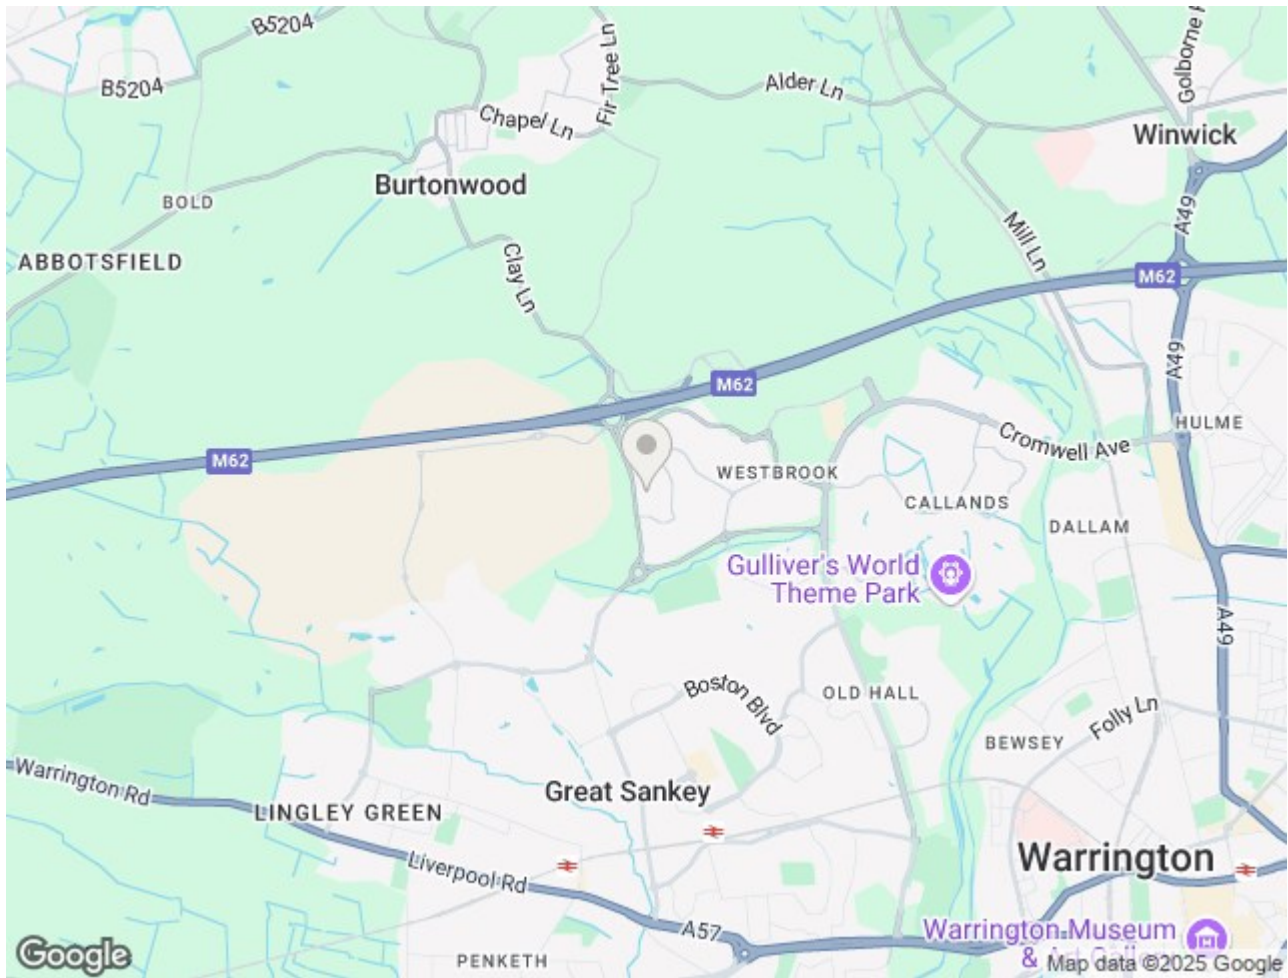 B5204
B5204
Fir Tree Ln
Alder Ln
Golborne
Chapel Ln
Winwick
Burtonwood
BOLD
A49
Mill Ln
ABBOTSFIELD
Clay Ln
M62
M62
A49
HULME
Cromwell Ave
M62
WESTBROOK
CALLANDS
DALLAM
Gulliver's World
Theme Park
A49
Boston Blvd
OLD HALL
Folly Ln
BEWSEY
Warrington Rd
Great Sankey
LINGLEY GREEN
Liverpool Rd
Warrington
A57
Warrington Museum
&
PENKETH
Google
Map data ©2025 Google